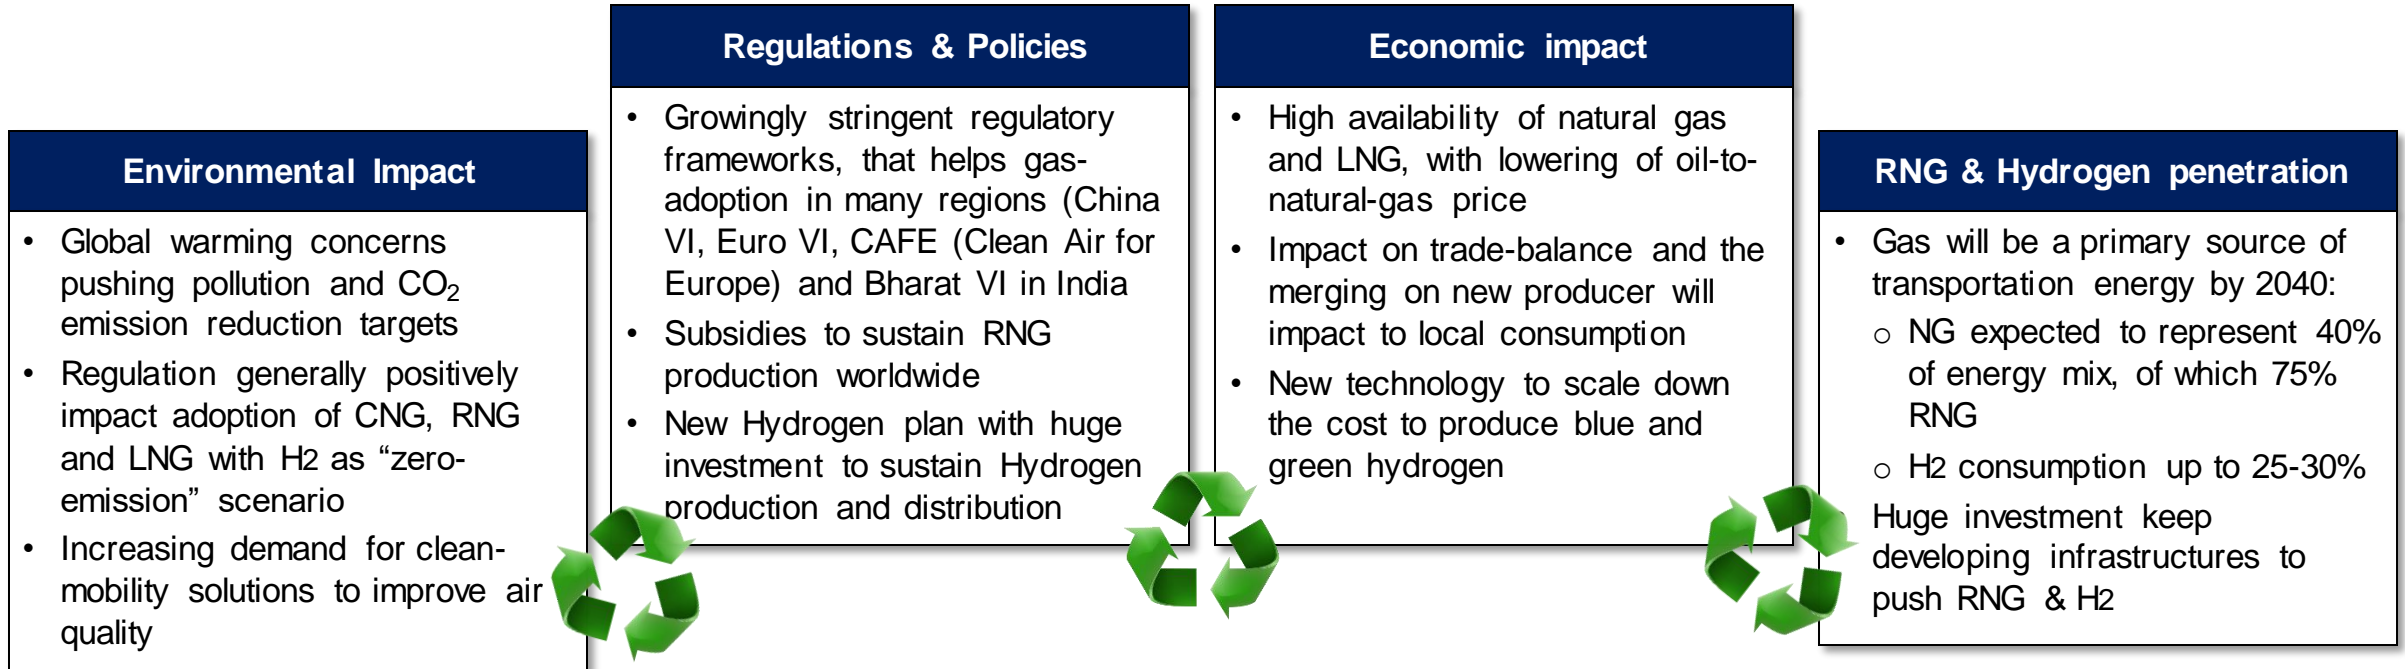 Environmental Impact
• Global warming concerns
pushing pollution and CO₂
emission reduction targets
• Regulation generally positively
impact adoption of CNG, RNG
and LNG with H2 as “zero-
emission” scenario
• Increasing demand for clean-
mobility solutions to improve air
quality
Regulations & Policies
• Growingly stringent regulatory
frameworks, that helps gas-
adoption in many regions (China
VI, Euro VI, CAFE (Clean Air for
Europe) and Bharat VI in India
• Subsidies to sustain RNG
production worldwide
• New Hydrogen plan with huge
investment to sustain Hydrogen
production and distribution
Economic impact
• High availability of natural gas
and LNG, with lowering of oil-to-
natural-gas price
• Impact on trade-balance and the
merging on new producer will
impact to local consumption
• New technology to scale down
the cost to produce blue and
green hydrogen
RNG & Hydrogen penetration
• Gas will be a primary source of
transportation energy by 2040:
o NG expected to represent 40%
of energy mix, of which 75%
RNG
o H2 consumption up to 25-30%
Huge investment keep
developing infrastructures to
push RNG & H2